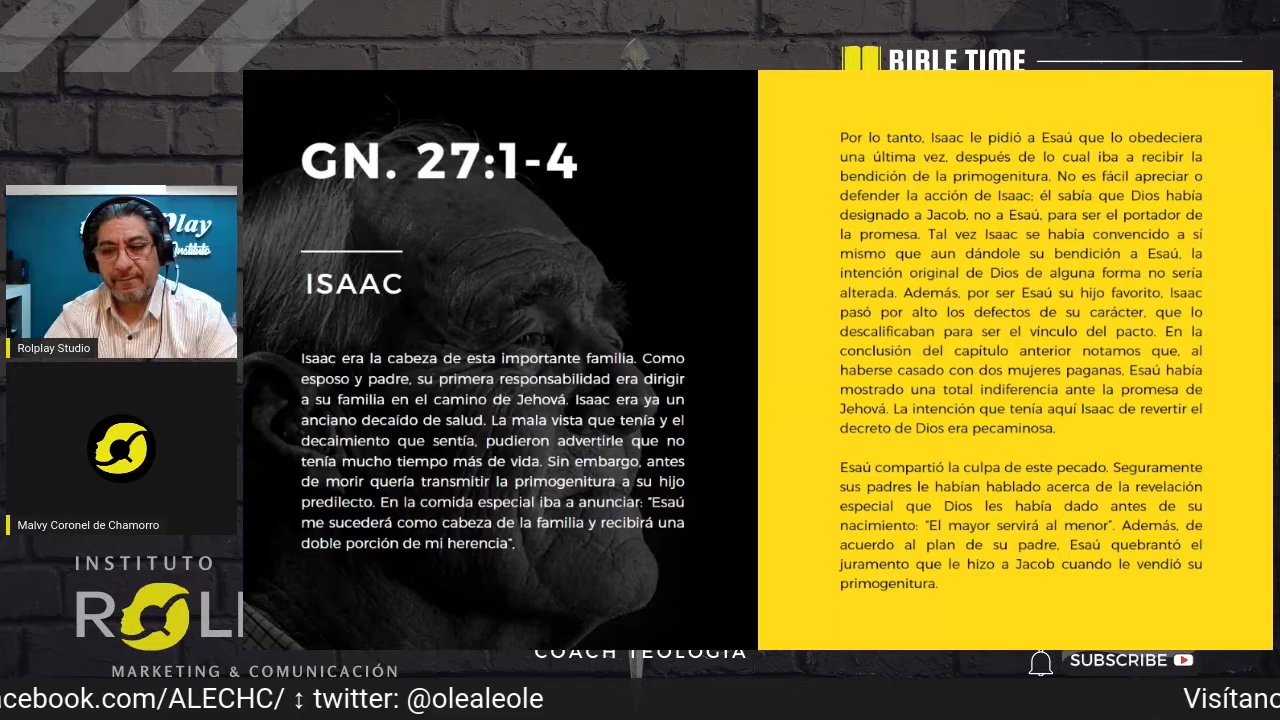 BIBLE TIME
GN. 27:1-4
ISAAC
Isaac era la cabeza de esta importante familia. Como
esposo y padre, su primera responsabilidad era dirigir
a su familia en el camino de Jehová. Isaac era ya un
anciano decaído de salud. La mala vista que tenía y el
decaimiento que sentía, pudieron advertirle que no
tenía mucho tiempo más de vida. Sin embargo, antes
de morir quería transmitir la primogenitura a su hijo
predilecto. En la comida especial iba a anunciar: “Esaú
me sucederá como cabeza de la familia y recibirá una
doble porción de mi herencia”,
Por lo tanto, Isaac le pidió a Esaú que lo obedeciera
una última vez, después de lo cual iba a recibir la
bendición de la primogenitura. No es fácil apreciar o
defender la acción de Isaac; él sabía que Dios había
designado a Jacob, no a Esaú, para ser el portador de
la promesa. Tal vez Isaac se había convencido a sí
mismo que aun dándole su bendición a Esaú, la
intención original de Dios de alguna forma no sería
alterada. Además, por ser Esaú su hijo favorito, Isaac
pasó por alto los defectos de su carácter, que lo
descalificaban para ser el vínculo del pacto. En la
conclusión del capítulo anterior notamos que, al
haberse casado con dos mujeres paganas, Esaú había
mostrado una total indiferencia ante la promesa de
Jehová. La intención que tenía aquí Isaac de revertir el
decreto de Dios era pecaminosa.
Esaú compartió la culpa de este pecado. Seguramente
sus padres le habían hablado acerca de la revelación
especial que Dios les había dado antes de su
nacimiento: “El mayor servirá al menor”. Además, de
acuerdo al plan de su padre, Esaú quebrantó el
juramento que le hizo a Jacob cuando le vendió su
primogenitura.
Play
Instituto
Rolplay Studio
Malvy Coronel de Chamorro
INSTITUTO
ROL
MARKETING & COMUNICACIÓN
COACH TEOLOGÍA
SUBSCRIBE
acebook.com/ALECHC/ ↕ twitter: @olealeole
Visítano